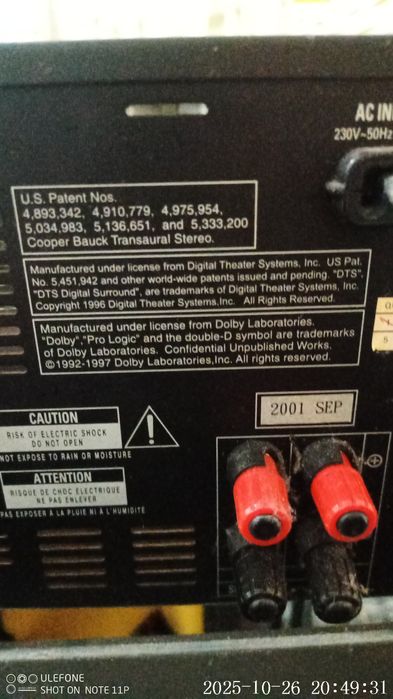 AC IN
230V~50Hz
U.S. Patent Nos.
4,893,342, 4,910,779, 4,975,954,
5,034,983, 5,136,651, and 5,333,200
Cooper Bauck Transaural Stereo.
Manufactured under license from Digital Theater Systems, Inc. US Pat.
No. 5,451,942 and other world-wide patents issued and pending. "DTS",
"DTS Digital Surround", are trademarks of Digital Theater Systems, Inc.
Copyright 1996 Digital Theater Systems,Inc. All Rights Reserved.
Manufactured under license from Dolby Laboratories.
"Dolby","Pro Logic" and the double-D symbol are trademarks
of Dolby Laboratories. Confidential Unpublished Works.
©1992-1997 Dolby Laboratories,Inc. All rights reserved.
2001 SEP
CAUTION
RISK OF ELECTRIC SHOCK
DO NOT OPEN
NOT EXPOSE TO RAIN OR MOISTURE
ATTENTION
RISQUE DE CHOC ELECTRIQUE
NE PAS ENLEVER
PAS EXPOSER À LA PLUIE NI À L'HUMIDITÉ
ULEFONE
SHOT ON NOTE 11P
2025-10-26 20:49:31